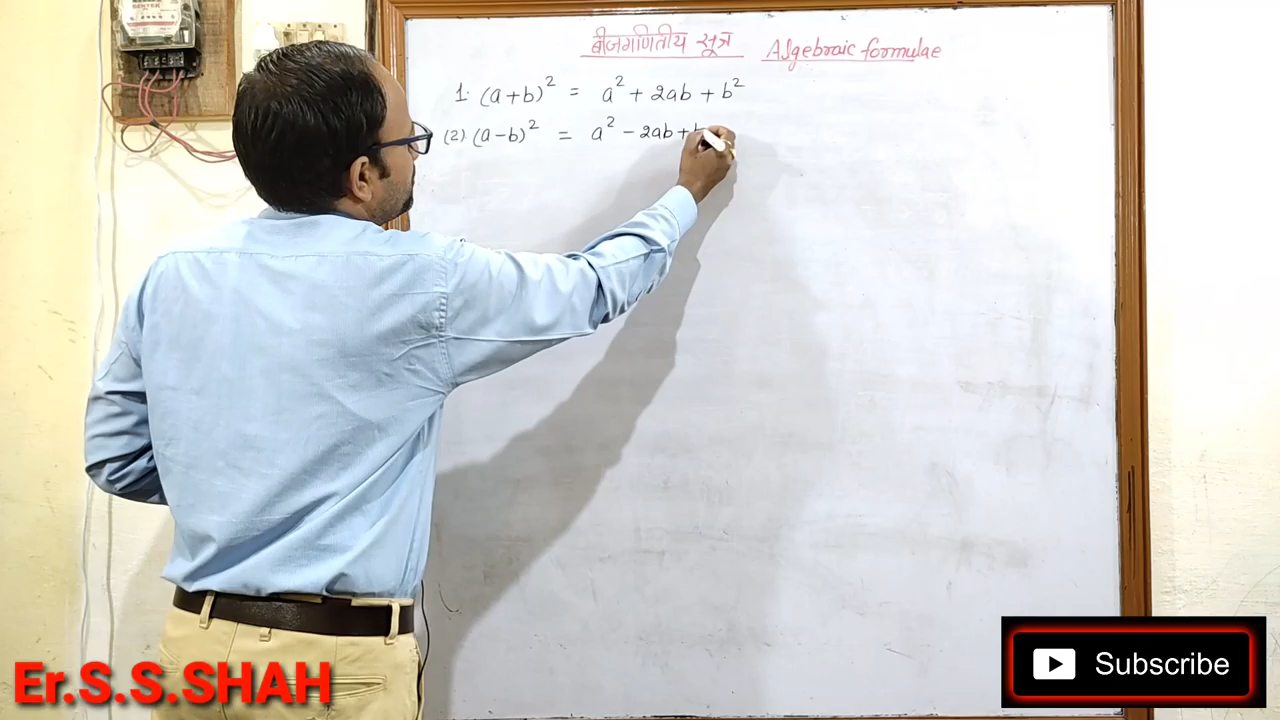 बीजगणितीय सूत्र Algebraic formulae
1. (a+b)² = a² + 2ab + b²
(2) (a-b)² = a² - 2ab +
Er.S.S.SHAH
Subscribe